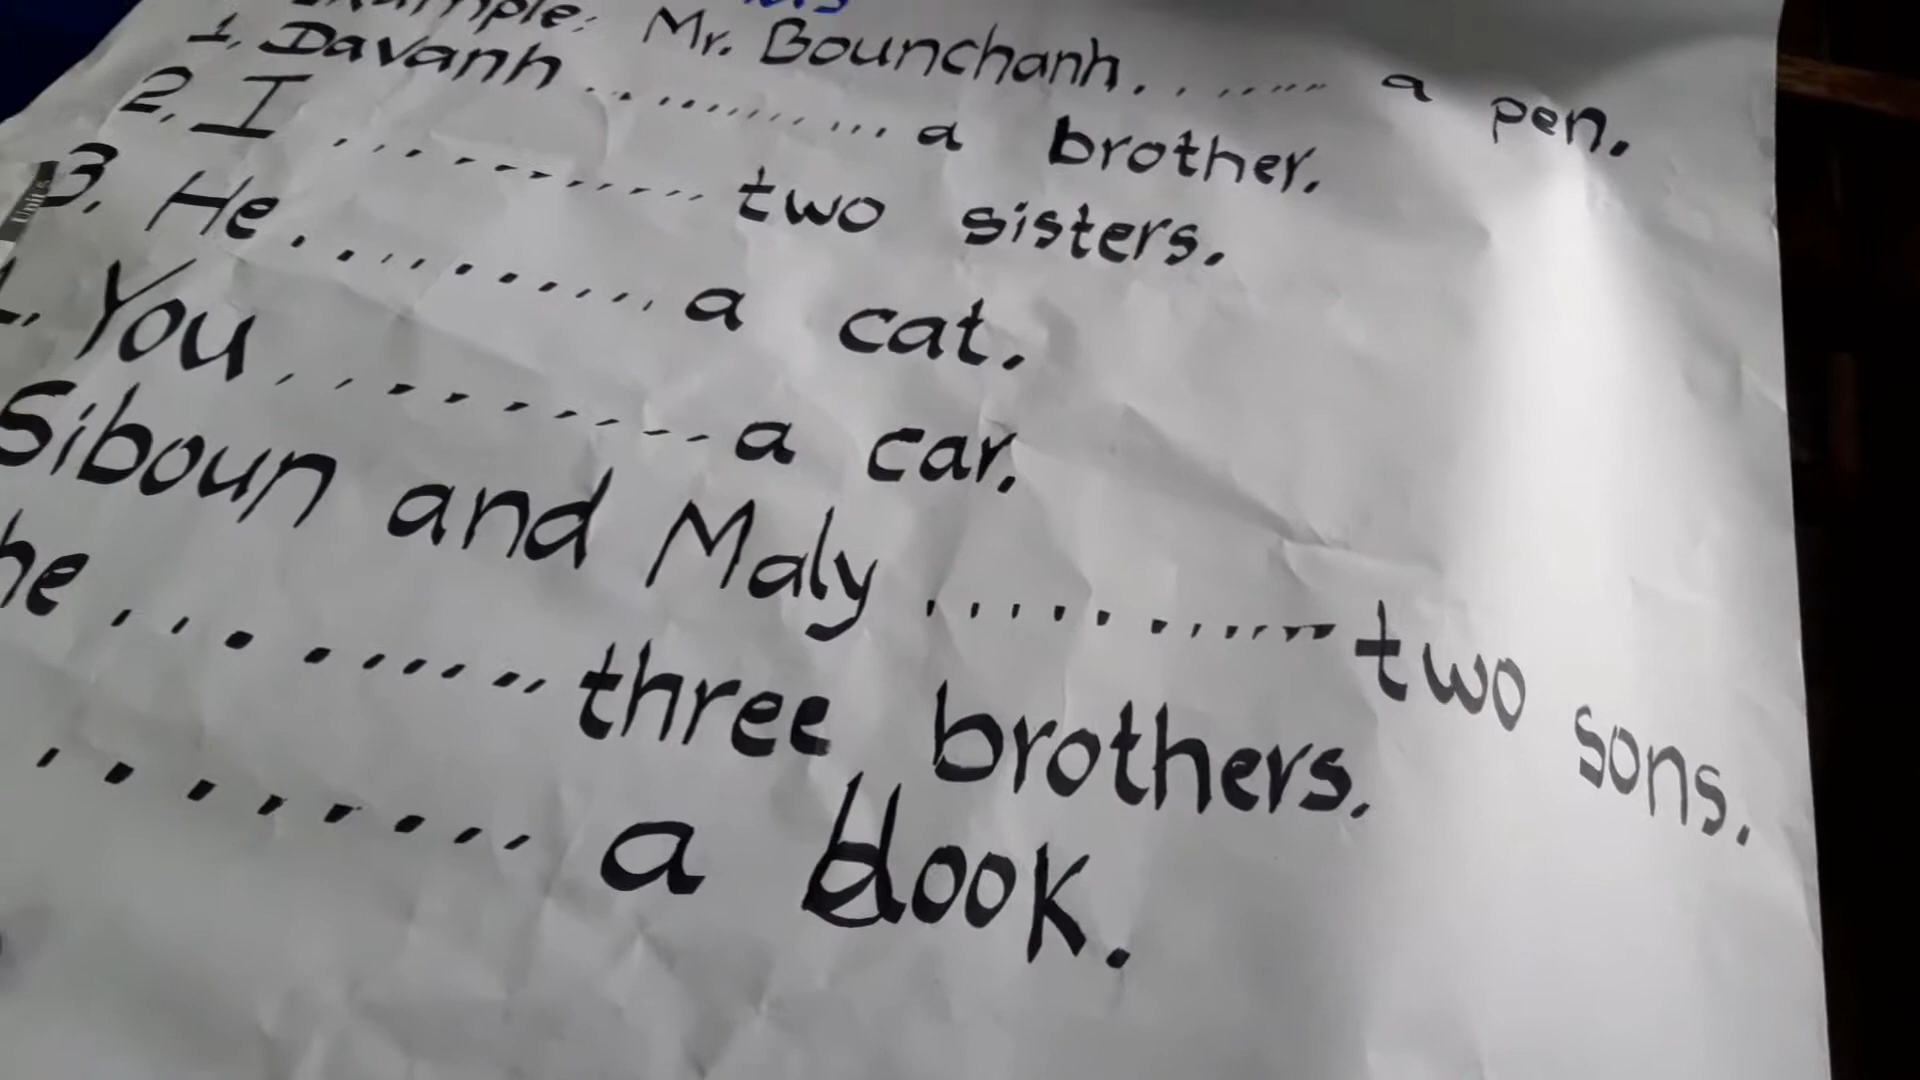 Example: Mr. Bounchanh. . ...... a pen.
1. Davanh .............. a brother.
2. I .............. two sisters.
3. He .............. a cat.
You ........... a car.
Siboun and Maly ............ two sons.
he ........... three brothers.
......... a book.
Unit